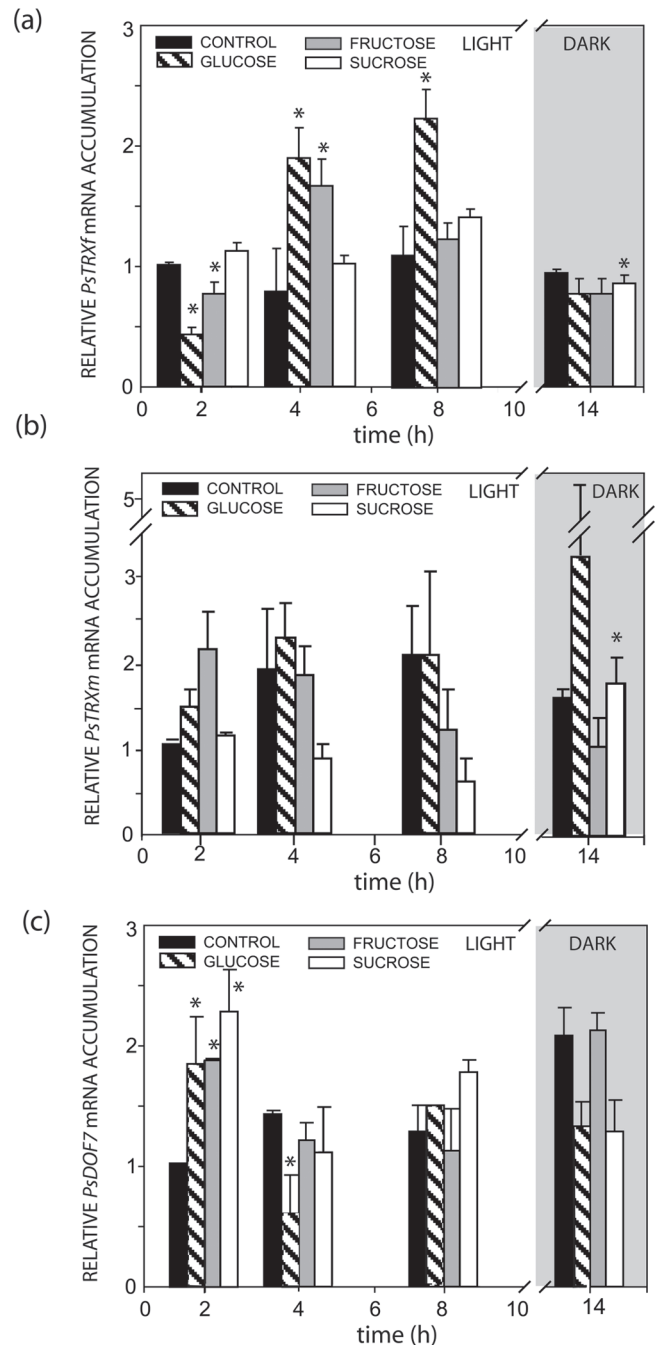 (a)
3
CONTROL FRUCTOSE LIGHT DARK
GLUCOSE SUCROSE
RELATIVE PsTRXf mRNA ACCUMULATION
*
* *
2
* *
1
*
0
0 2 4 6 8 10 14
time (h)
(b)
5
CONTROL FRUCTOSE LIGHT DARK
GLUCOSE SUCROSE
RELATIVE PsTRXm mRNA ACCUMULATION
3
2
*
1
0
0 2 4 6 8 10 14
time (h)
(c)
3
CONTROL FRUCTOSE LIGHT DARK
GLUCOSE SUCROSE
RELATIVE PsDOF7 mRNA ACCUMULATION
* * *
2
1
*
0
0 2 4 6 8 10 14
time (h)